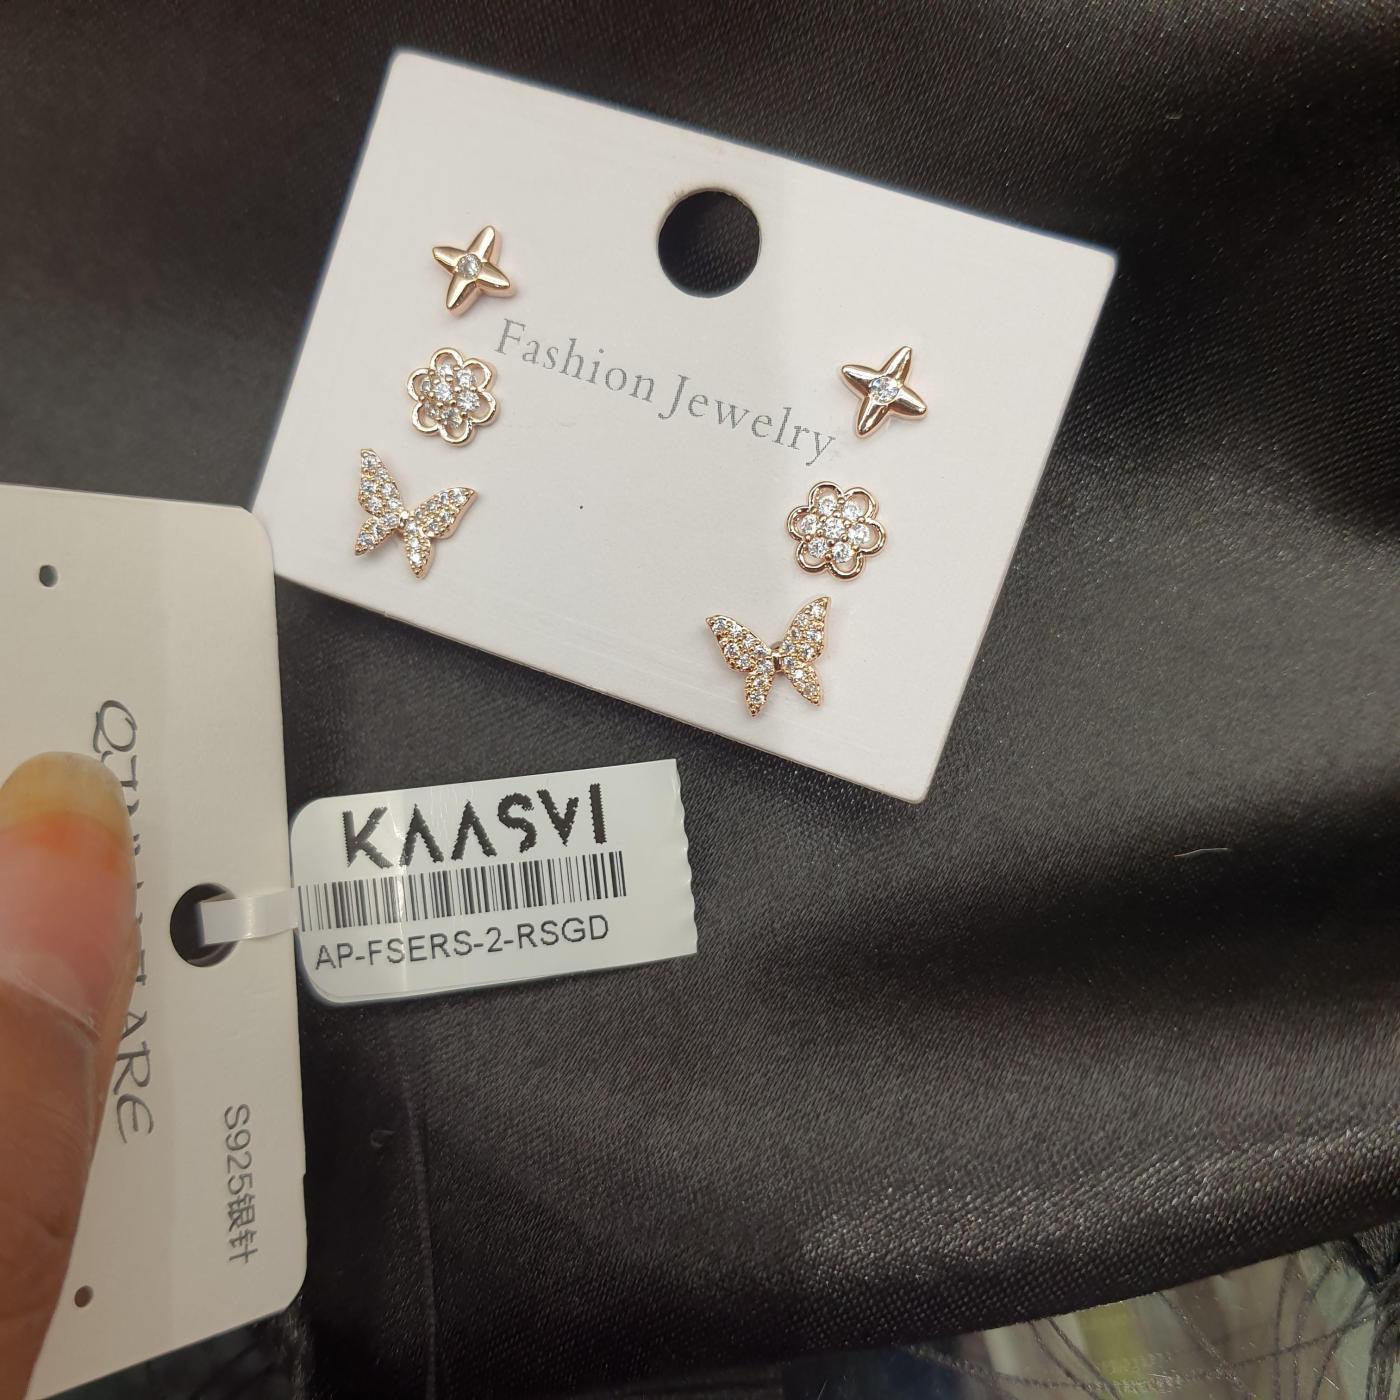 Fashion Jewelry
KAASVI
AP-FSERS-2-RSGD
S925银针